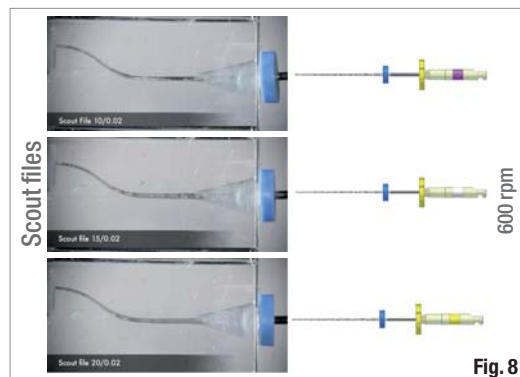 Scout files
Scout file 10/0.02
Scout file 15/0.02
Scout file 20/0.02
600 rpm
Fig. 8